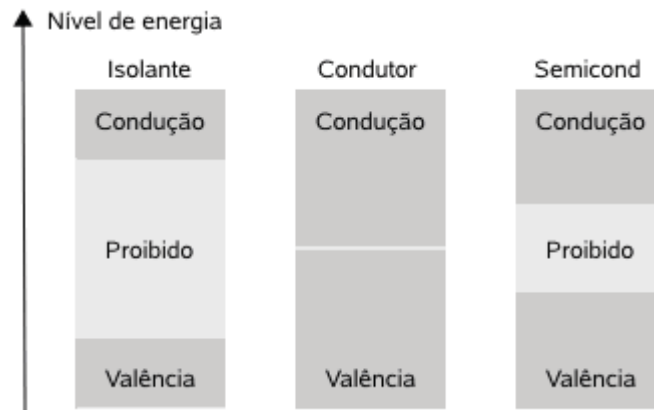 Nível de energia
Isolante Condutor Semicond
Condução Condução Condução
Proibido Proibido
Valência Valência Valência